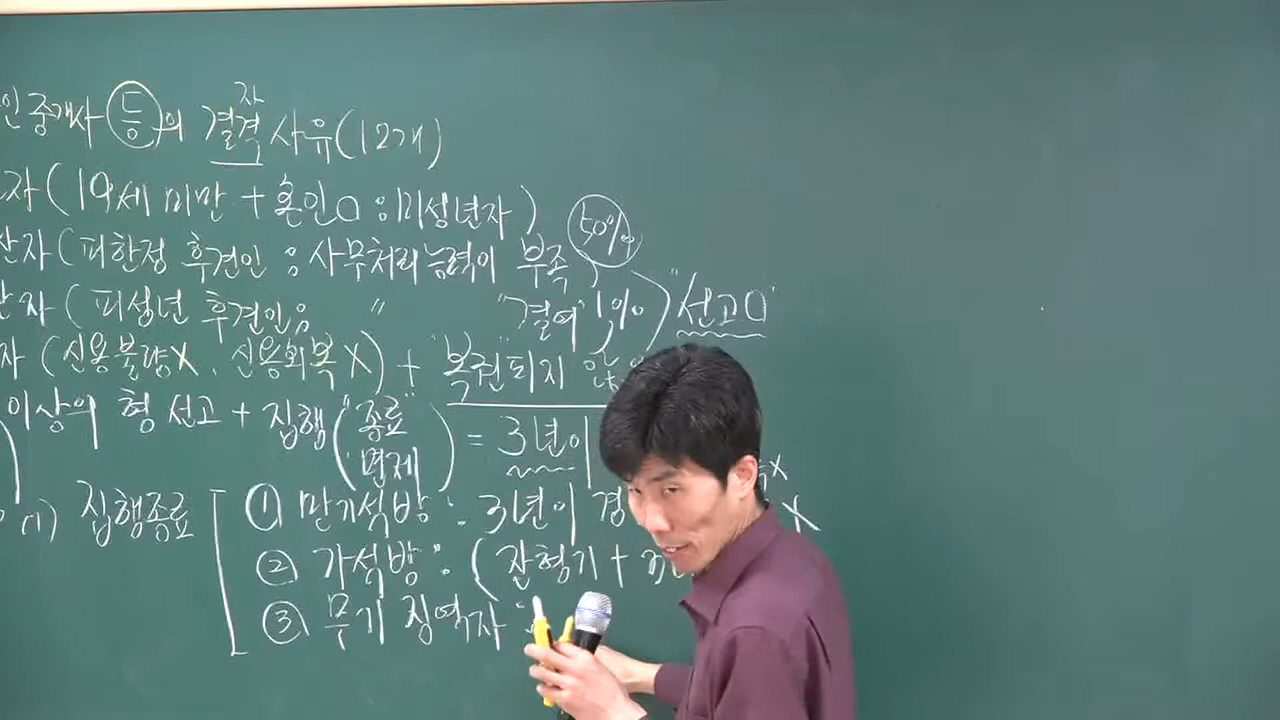 인중개사 등의 결격사유(12개)
자
자(19세 미만 + 혼인O :미성년자)
산자(피한정 후견인 : 사무처리능력이 부족) 50%
산자(피성년 후견인: " "결여" 1%) "선고O"
자(신용불량X, 신용회복X) + "복권"되지 않
이상의 형 선고 + 집행("종료" 면제) = 3년이
(1) 집행종료
① 만기석방 : 3년이 경 X
② 가석방 : (잔형기 + 3 X
③ 무기 징역자 :